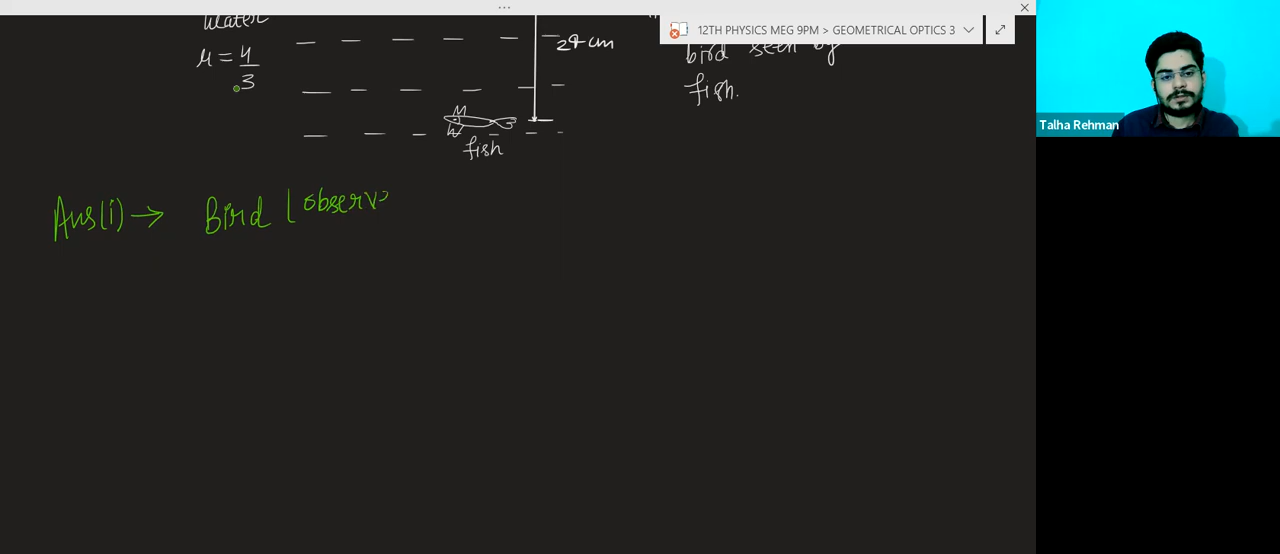 water
μ = 4/3
24 cm
12TH PHYSICS MEG 9PM > GEOMETRICAL OPTICS 3
bird seen by
fish.
fish
Ans(i) → Bird (observ
Talha Rehman